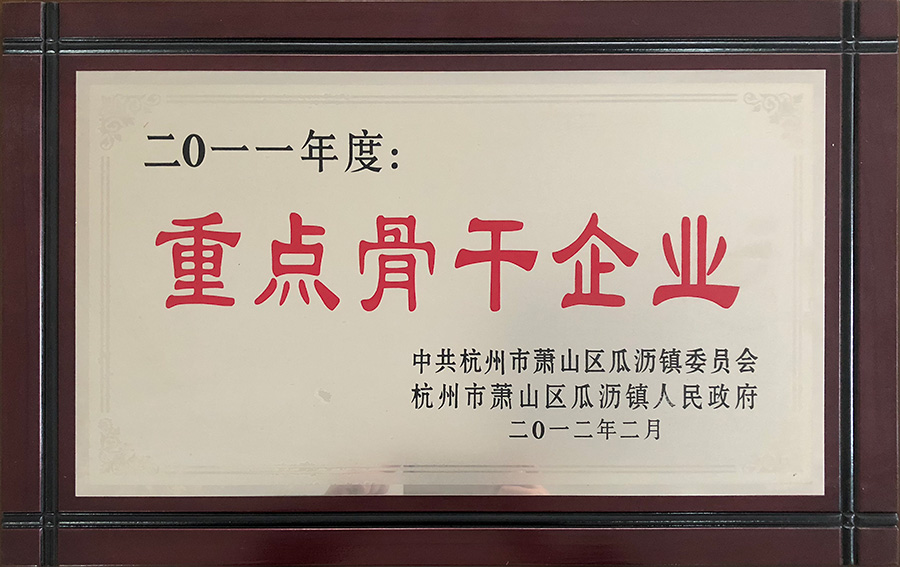 二0一一年度：
重点骨干企业
中共杭州市萧山区瓜沥镇委员会
杭州市萧山区瓜沥镇人民政府
二0一二年二月